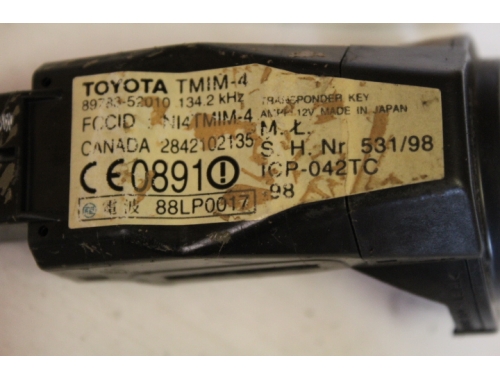 TOYOTA TMIM-4
89783-52010 134.2 kHz
FCCID NI4TMIM-4
CANADA 2842102135
CE0891
88LP0017
TRANSPONDER KEY
AMP. 12V MADE IN JAPAN
M. Ł.
S. H. Nr 531/98
ICP-042TC
98